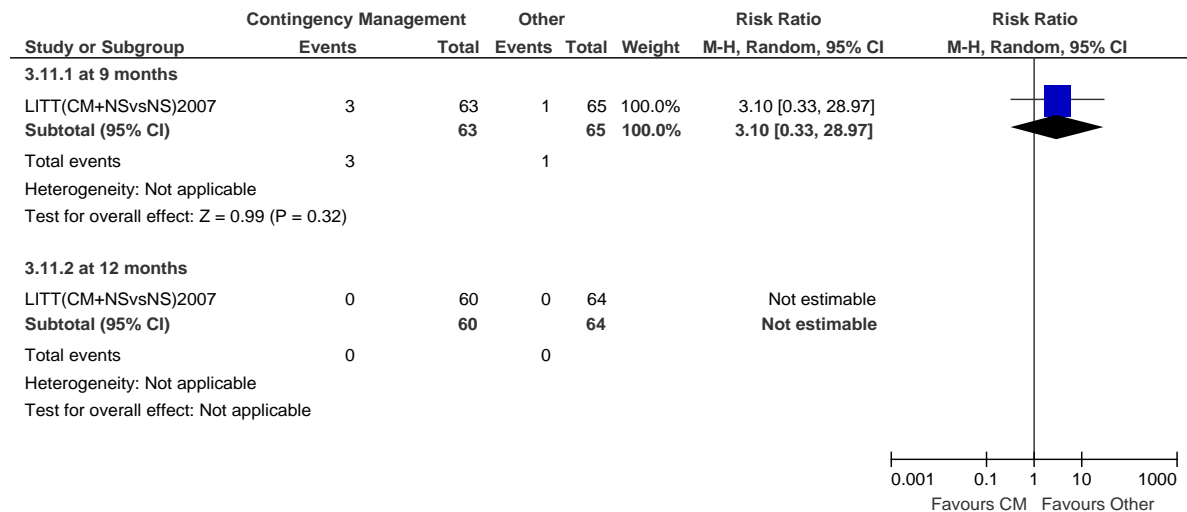 Contingency Management Other Risk Ratio Risk Ratio
Study or Subgroup Events Total Events Total Weight M-H, Random, 95% CI M-H, Random, 95% CI
3.11.1 at 9 months
LITT(CM+NSvsNS)2007 3 63 1 65 100.0% 3.10 [0.33, 28.97]
Subtotal (95% CI) 63 65 100.0% 3.10 [0.33, 28.97]
Total events 3 1
Heterogeneity: Not applicable
Test for overall effect: Z = 0.99 (P = 0.32)
3.11.2 at 12 months
LITT(CM+NSvsNS)2007 0 60 0 64 Not estimable
Subtotal (95% CI) 60 64 Not estimable
Total events 0 0
Heterogeneity: Not applicable
Test for overall effect: Not applicable
0.001 0.1 1 10 1000
Favours CM Favours Other